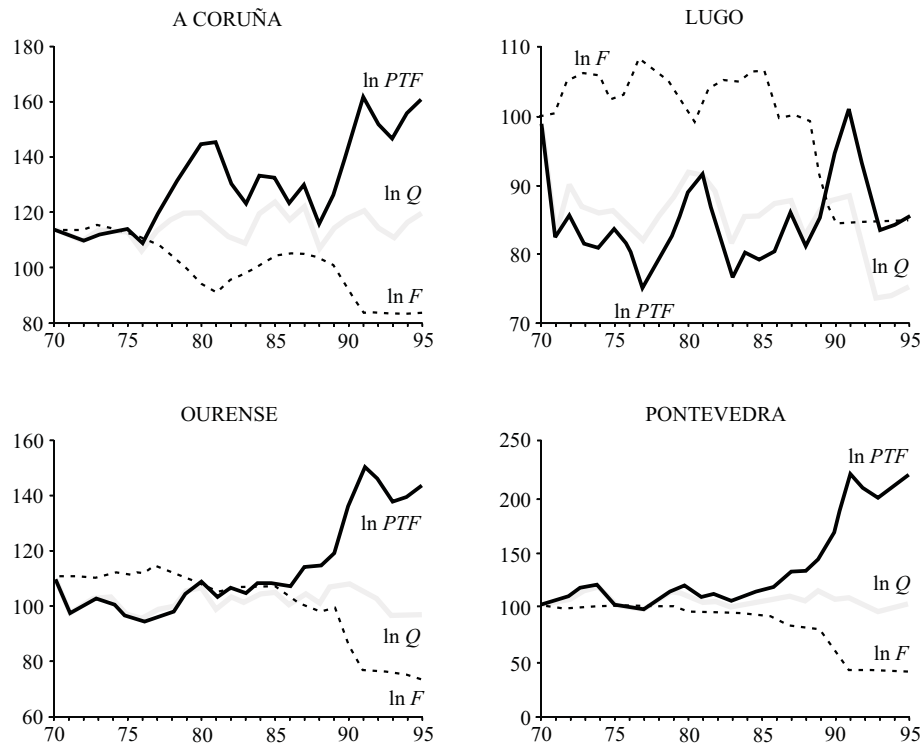 A CORUÑA
180
160
140
120
100
80
70 75 80 85 90 95
ln PTF
ln Q
ln F
LUGO
110
100
90
80
70
70 75 80 85 90 95
ln F
ln Q
ln PTF
OURENSE
160
140
120
100
80
60
70 75 80 85 90 95
ln PTF
ln Q
ln F
PONTEVEDRA
250
200
150
100
50
0
70 75 80 85 90 95
ln PTF
ln Q
ln F